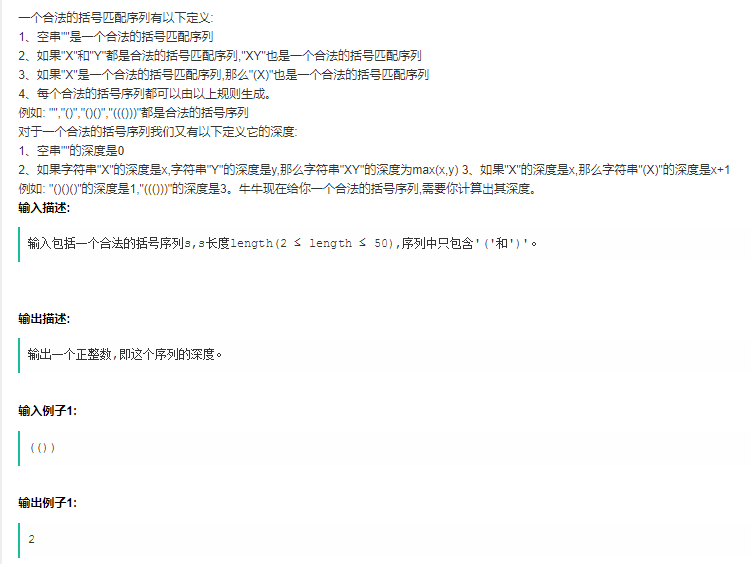 一个合法的括号匹配序列有以下定义:
1、空串""是一个合法的括号匹配序列
2、如果"X"和"Y"都是合法的括号匹配序列,"XY"也是一个合法的括号匹配序列
3、如果"X"是一个合法的括号匹配序列,那么"(X)"也是一个合法的括号匹配序列
4、每个合法的括号序列都可以由以上规则生成。
例如: "","()","()()","((()))"都是合法的括号序列
对于一个合法的括号序列我们又有以下定义它的深度:
1、空串""的深度是0
2、如果字符串"X"的深度是x,字符串"Y"的深度是y,那么字符串"XY"的深度为max(x,y) 3、如果"X"的深度是x,那么字符串"(X)"的深度是x+1
例如: "()()()"的深度是1,"((()))"的深度是3。牛牛现在给你一个合法的括号序列,需要你计算出其深度。
输入描述:
输入包括一个合法的括号序列s,s长度length(2 ≤ length ≤ 50),序列中只包含'('和')'。
输出描述:
输出一个正整数,即这个序列的深度。
输入例子1:
(())
输出例子1:
2